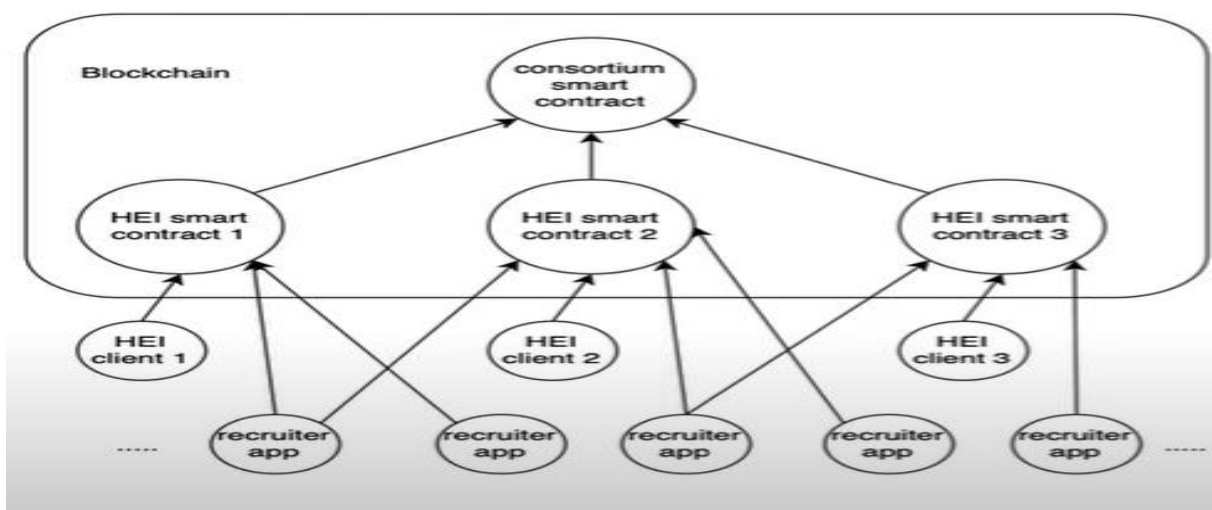 Blockchain
consortium
smart
contract
HEI smart
contract 1
HEI smart
contract 2
HEI smart
contract 3
HEI
client 1
HEI
client 2
HEI
client 3
.....
recruiter
app
recruiter
app
recruiter
app
recruiter
app
recruiter
app
.....